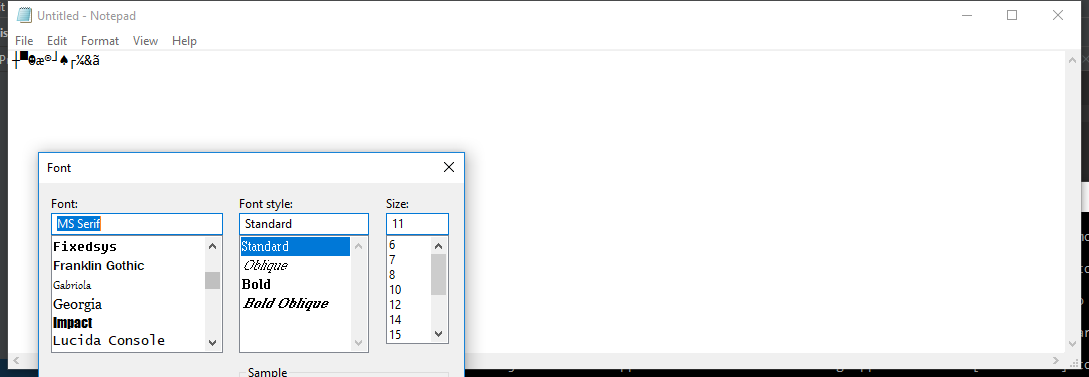 Untitled - Notepad
File Edit Format View Help
┼▀◘æ®┘♠┌¼&ã
Font
Font: Font style: Size:
MS Serif Standard 11
Fixedsys Standard 6
Franklin Gothic Oblique 7
Gabriola Bold 8
Georgia Bold Oblique 10
Impact 12
Lucida Console 14
15
Sample